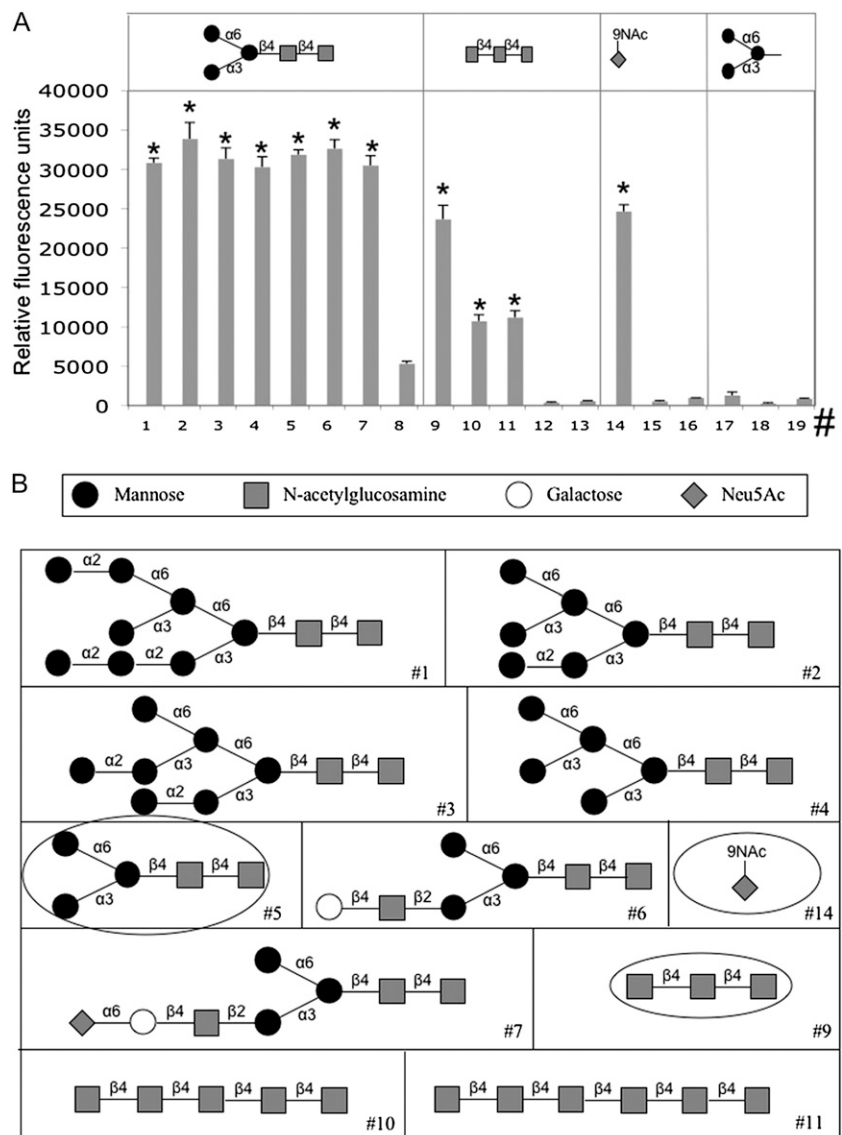 A
α6
β4 β4
α3
β4 β4
9NAc
α6
α3
Relative fluorescence units
40000
35000
30000
25000
20000
15000
10000
5000
0
* * * * * * * * * * *
1 2 3 4 5 6 7 8 9 10 11 12 13 14 15 16 17 18 19 #
B
Mannose N-acetylglucosamine Galactose Neu5Ac
α2 α6
α6
α3
β4 β4
α2 α2 α3
#1
α6
α6
α3
β4 β4
α2 α3
#2
α6
α6
α2 α3
β4 β4
α2 α3
#3
α6
α6
α3
β4 β4
α3
#4
α6
β4 β4
α3
#5
α6
β4 β4
β4 β2 α3
#6
9NAc
#14
α6
β4 β4
α6 β4 β2 α3
#7
β4 β4
#9
β4 β4 β4 β4
#10
β4 β4 β4 β4 β4
#11